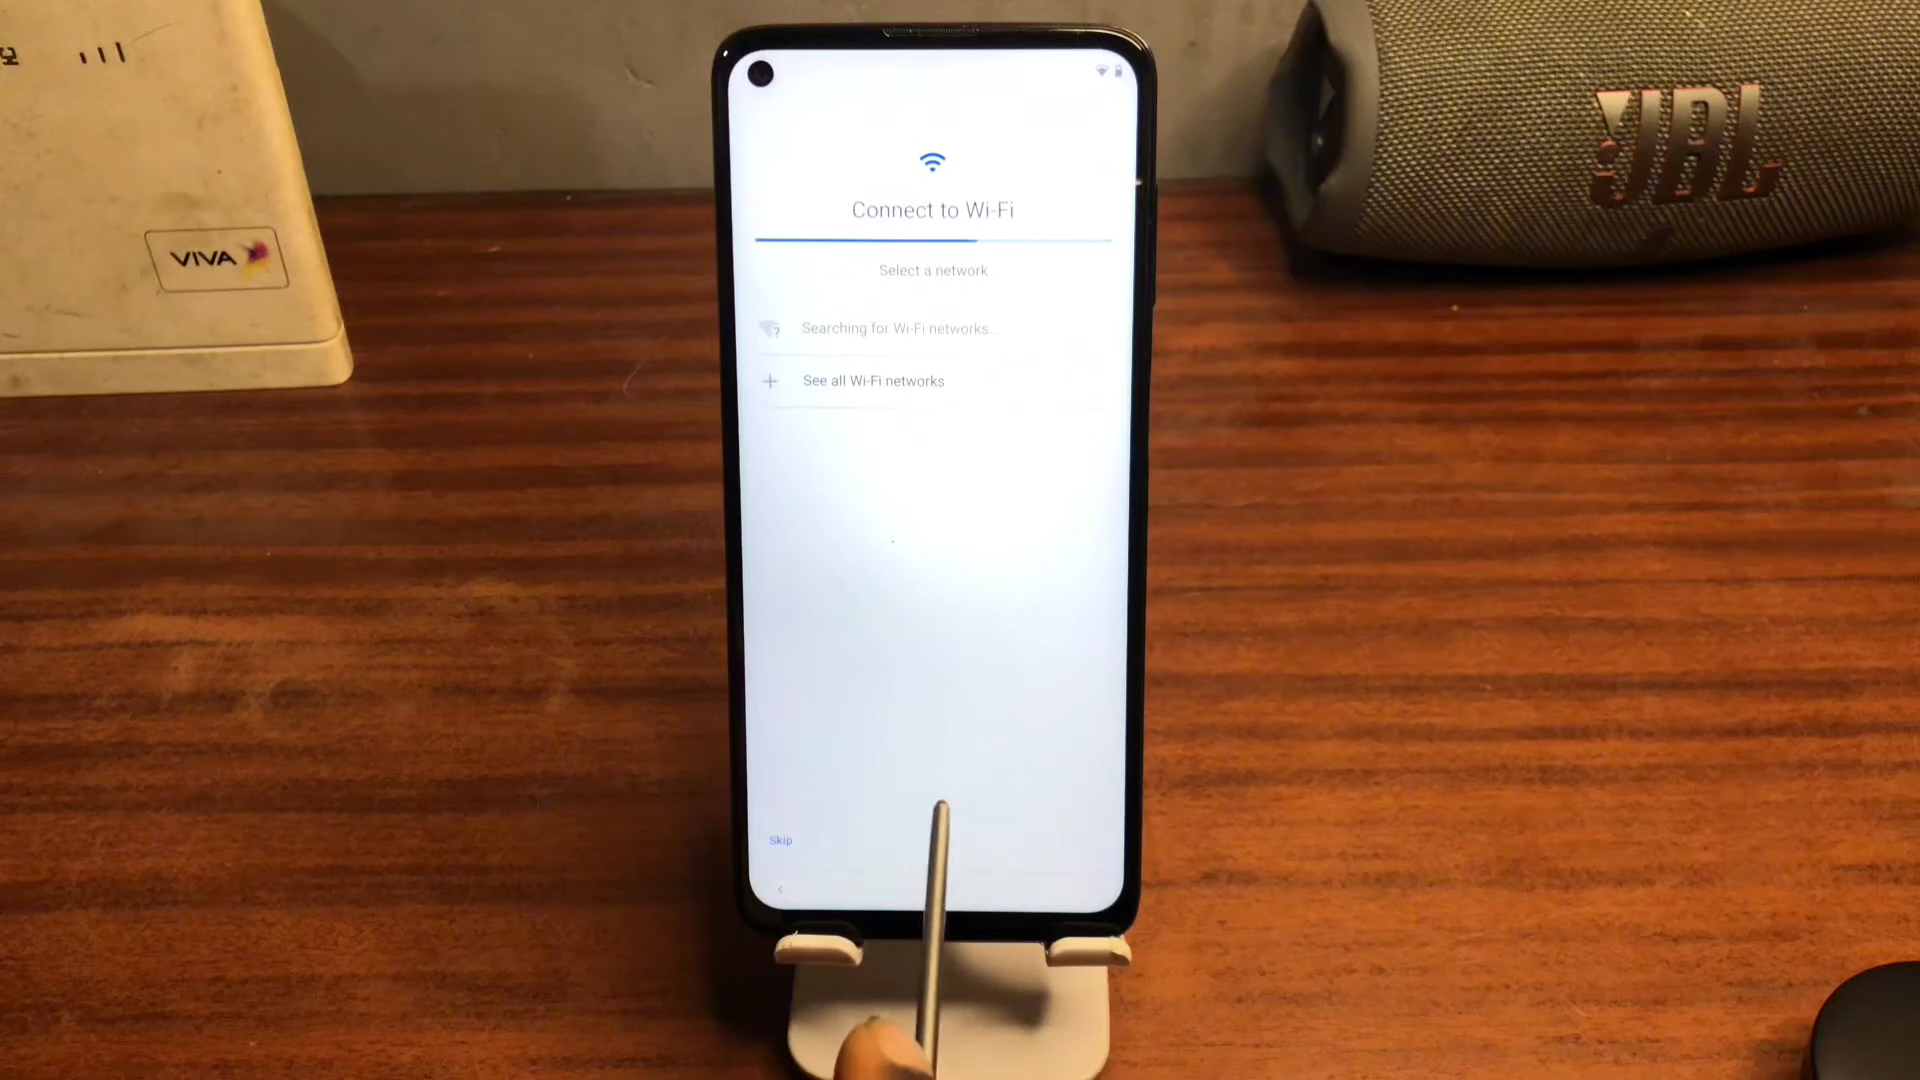 VIVA
JBL
Connect to Wi-Fi
Select a network
Searching for Wi-Fi networks...
See all Wi-Fi networks
Skip